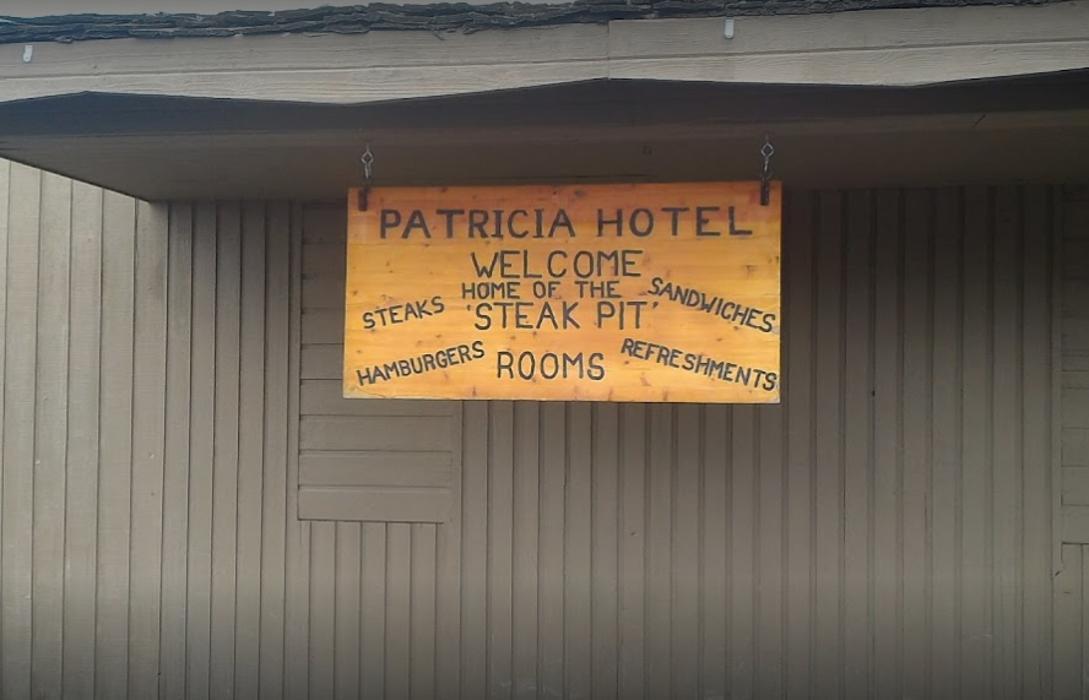 PATRICIA HOTEL
WELCOME
HOME OF THE
STEAKS
'STEAK PIT'
SANDWICHES
HAMBURGERS
ROOMS
REFRESHMENTS